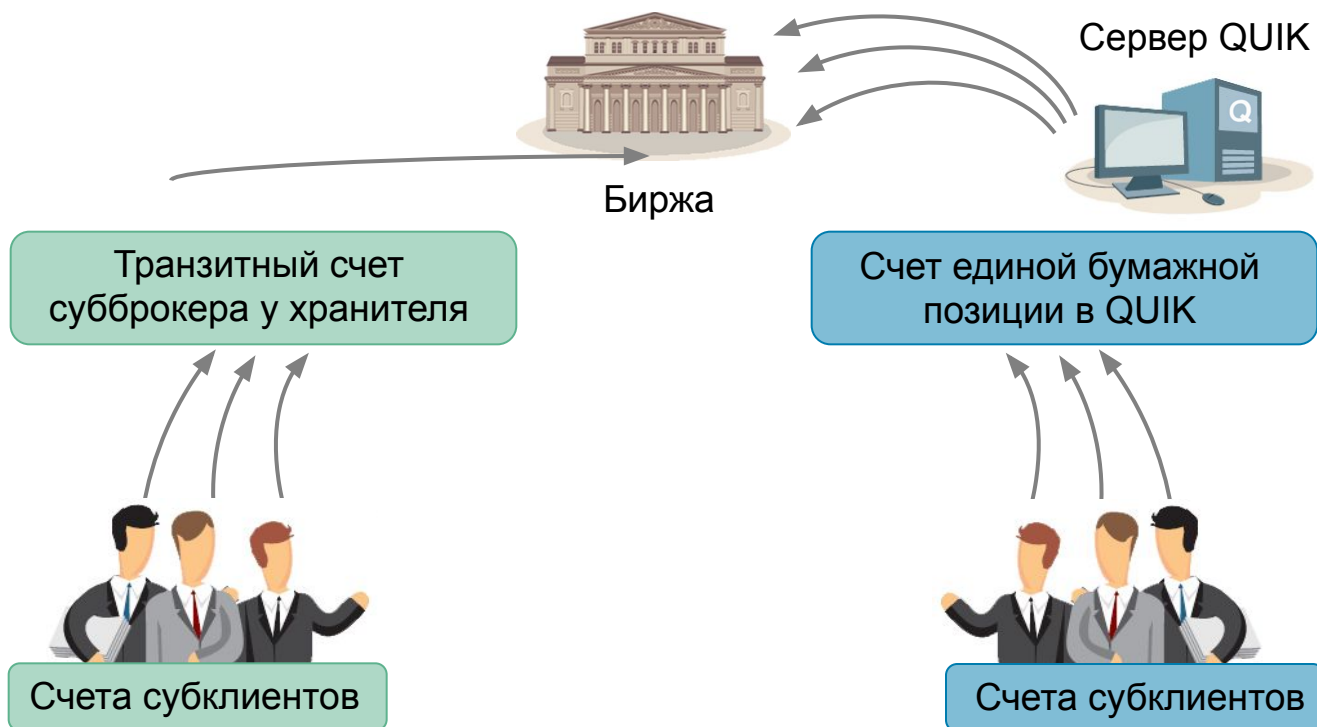 Сервер QUIK
Q
Биржа
Транзитный счет
субброкера у хранителя
Счет единой бумажной
позиции в QUIK
Счета субклиентов
Счета субклиентов